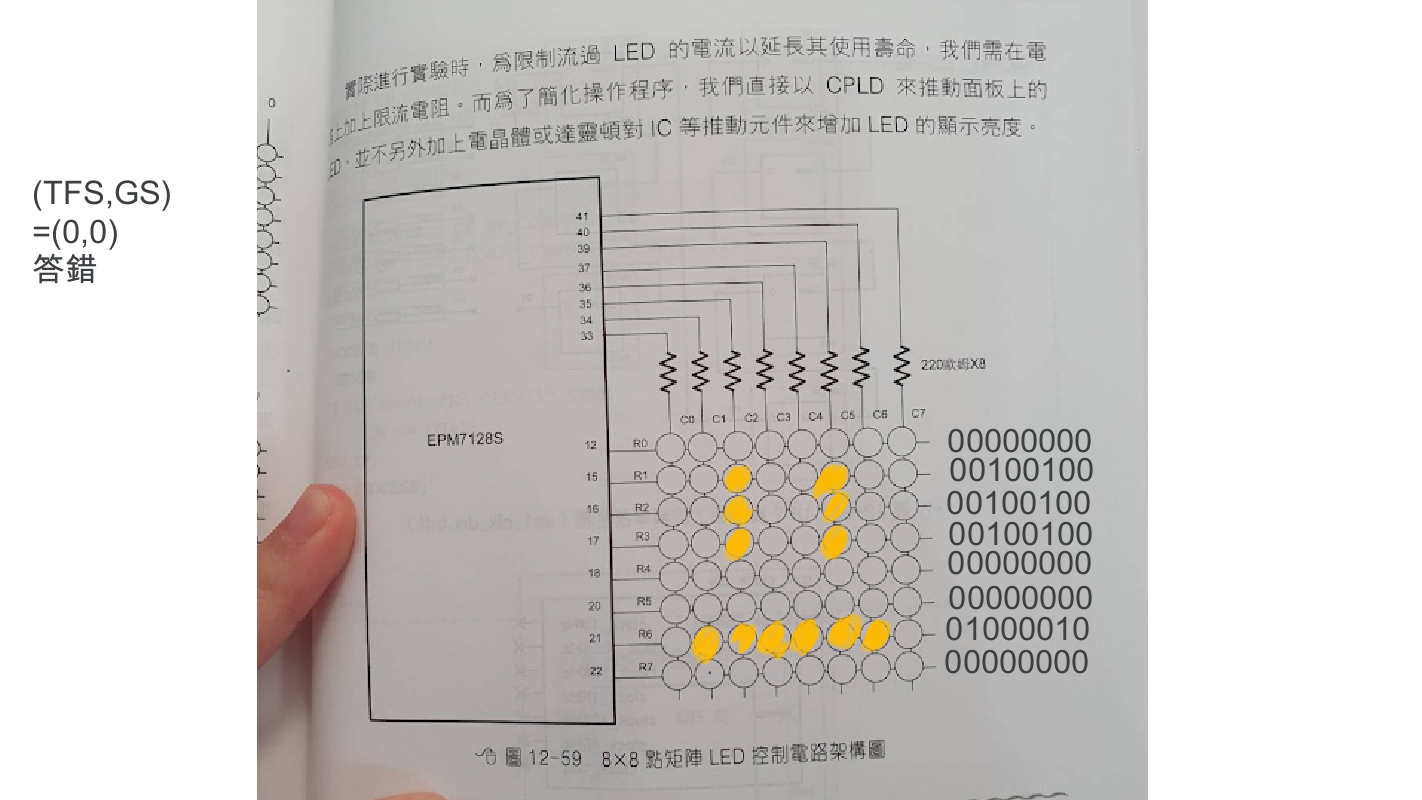 (TFS,GS)
=(0,0)
答錯
實際進行實驗時，為限制流過 LED 的電流以延長其使用壽命，我們需在電
上加上限流電阻。而為了簡化操作程序，我們直接以 CPLD 來推動面板上的
ED，並不另外加上電晶體或達靈頓對 IC 等推動元件來增加 LED 的顯示亮度。
41
40
39
37
36
35
34
33
220歐姆X8
C0 C1 C2 C3 C4 C5 C6 C7
EPM7128S
12 R0 00000000
15 R1 00100100
16 R2 00100100
17 R3 00100100
18 R4 00000000
20 R5 00000000
21 R6 01000010
22 R7 00000000
圖 12-59 8×8 點矩陣 LED 控制電路架構圖